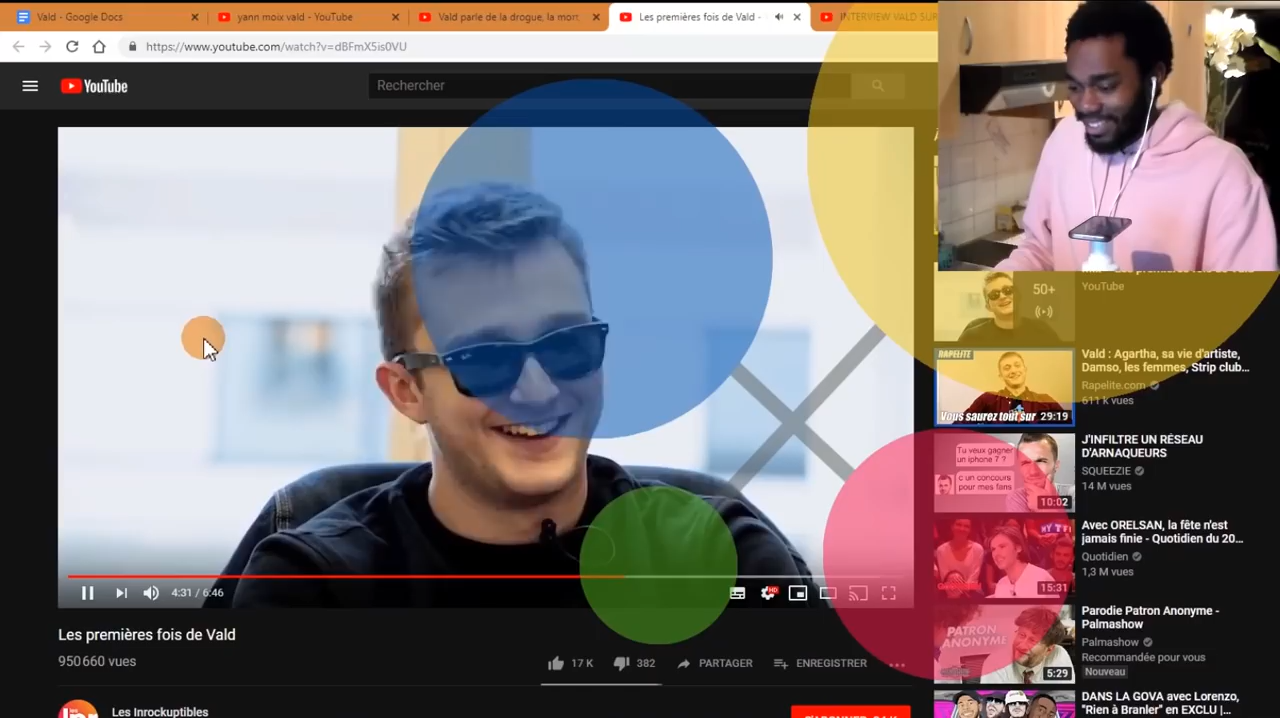 Vald - Google Docs
yann moix vald - YouTube
Vald parle de la drogue, la mort
Les premières fois de Vald -
INTERVIEW VALD SUR
https://www.youtube.com/watch?v=dBFmX5is0VU
YouTube
Rechercher
50+
YouTube
RAPELITE
Vous saurez tout sur 29:19
Vald : Agartha, sa vie d'artiste,
Damso, les femmes, Strip club...
Rapelite.com
611 k vues
Tu veux gagner
un iphone 7 ?
c un concours
pour mes fans
10:02
J'INFILTRE UN RÉSEAU
D'ARNAQUEURS
SQUEEZIE
14 M vues
15:31
Avec ORELSAN, la fête n'est
jamais finie - Quotidien du 20...
Quotidien
1,3 M vues
PATRON
ANONYME
5:29
Parodie Patron Anonyme -
Palmashow
Palmashow
Recommandée pour vous
Nouveau
DANS LA GOVA avec Lorenzo,
"Rien à Branler" en EXCLU |...
4:31 / 6:46
HD
Les premières fois de Vald
950 660 vues
17 K
382
PARTAGER
ENREGISTRER
Les Inrockuptibles